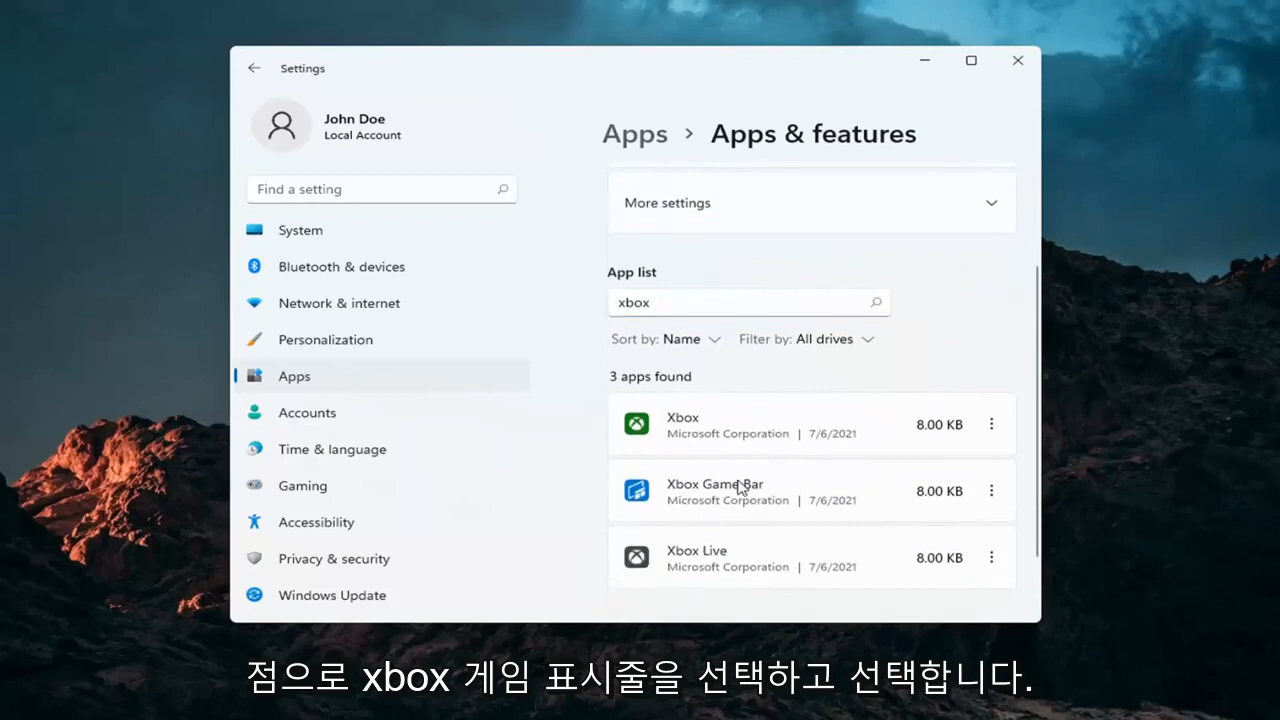 Settings
John Doe
Local Account
Find a setting
System
Bluetooth & devices
Network & internet
Personalization
Apps
Accounts
Time & language
Gaming
Accessibility
Privacy & security
Windows Update
Apps > Apps & features
More settings
App list
xbox
Sort by: Name Filter by: All drives
3 apps found
Xbox
Microsoft Corporation | 7/6/2021
8.00 KB
Xbox Game Bar
Microsoft Corporation | 7/6/2021
8.00 KB
Xbox Live
Microsoft Corporation | 7/6/2021
8.00 KB
점으로 xbox 게임 표시줄을 선택하고 선택합니다.